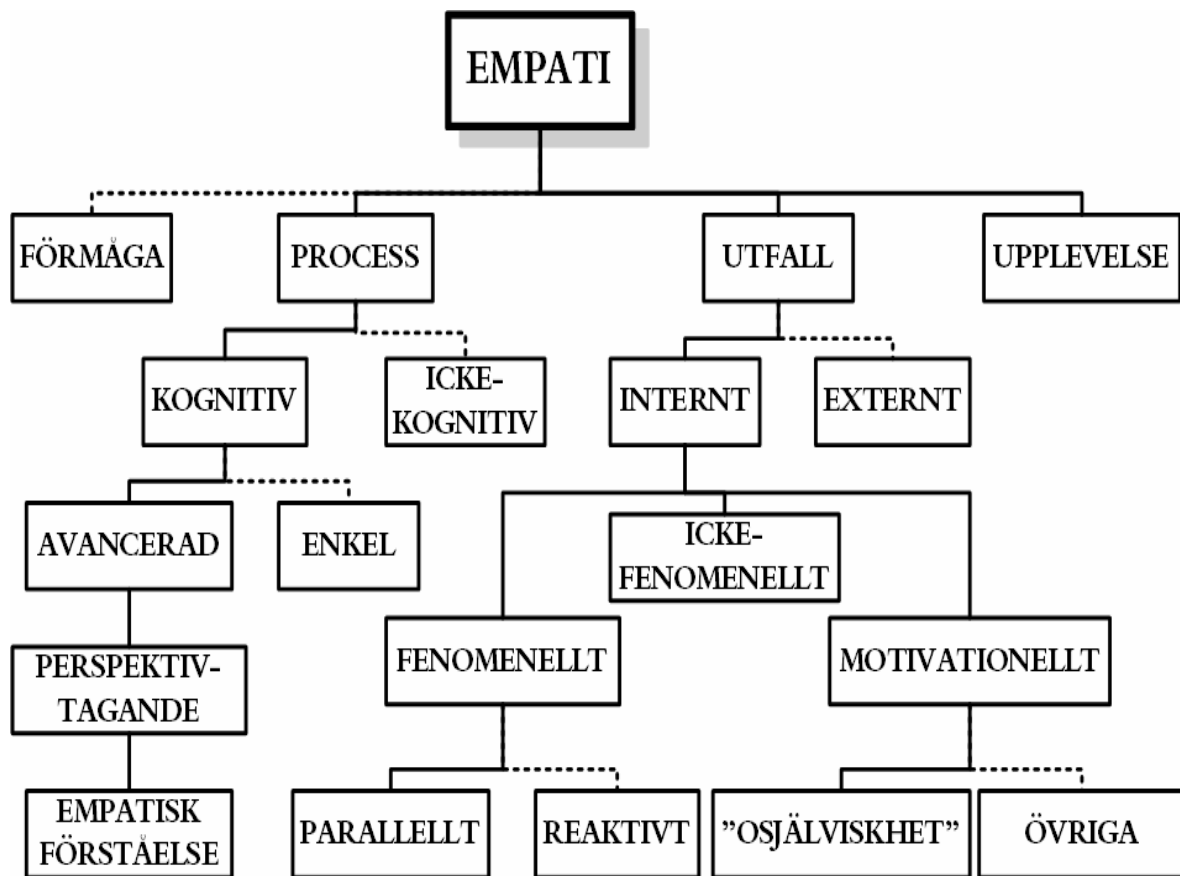 EMPATI
FÖRMÅGA
PROCESS
UTFALL
UPPLEVELSE
KOGNITIV
ICKE-
KOGNITIV
INTERNT
EXTERNT
AVANCERAD
ENKEL
ICKE-
FENOMENELLT
PERSPEKTIV-
TAGANDE
FENOMENELLT
MOTIVATIONELLT
EMPATISK
FÖRSTÅELSE
PARALLELLT
REAKTIVT
”OSJÄLVISKHET”
ÖVRIGA